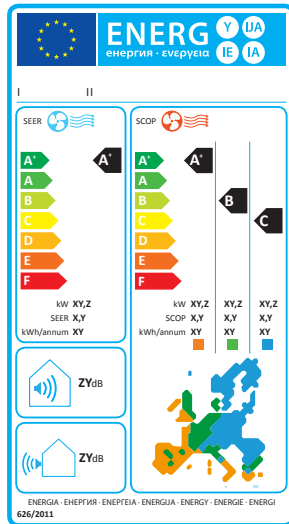 ENERG
енергия · ενεργεια
Y IJA
IE IA
I II
SEER
A+ A+
A
B
C
D
E
F
kW XY,Z
SEER X,Y
kWh/annum XY
SCOP
A+ A+
A
B B
C C
D
E
F
kW XY,Z XY,Z XY,Z
SCOP X,Y X,Y X,Y
kWh/annum XY XY XY
ZYdB
ZYdB
ENERGIA · ЕНЕРГИЯ · ΕΝΕΡΓΕΙΑ · ENERGIJA · ENERGY · ENERGIE · ENERGI
626/2011